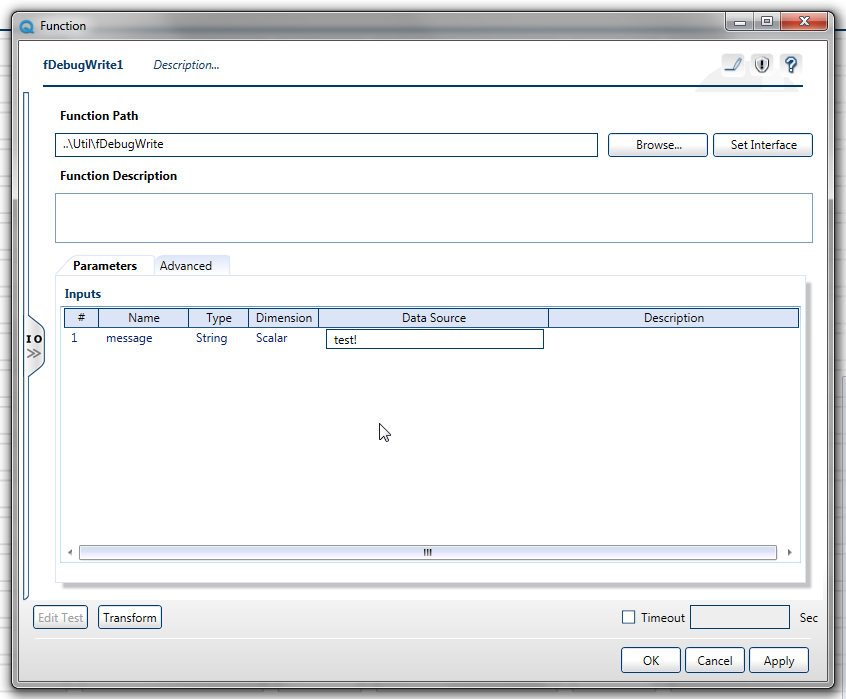 Function
fDebugWrite1 Description...
Function Path
..\Util\fDebugWrite Browse... Set Interface
Function Description
Parameters Advanced
Inputs
# Name Type Dimension Data Source Description
1 message String Scalar test!
I O
Edit Test Transform Timeout Sec
OK Cancel Apply